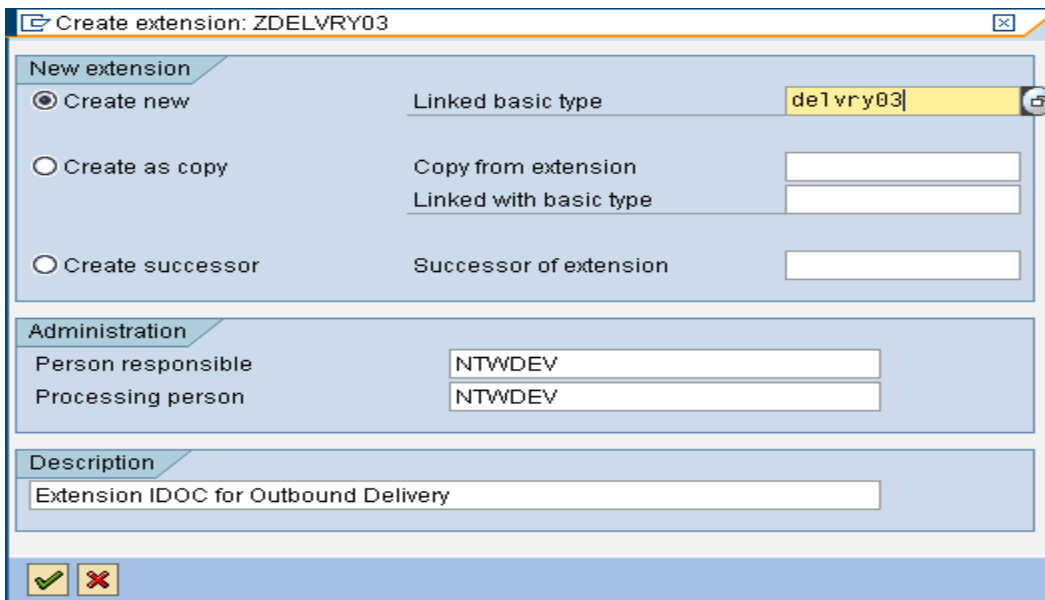 Create extension: ZDELVRY03
New extension
Create new Linked basic type delvry03
Create as copy Copy from extension
Linked with basic type
Create successor Successor of extension
Administration
Person responsible NTWDEV
Processing person NTWDEV
Description
Extension IDOC for Outbound Delivery